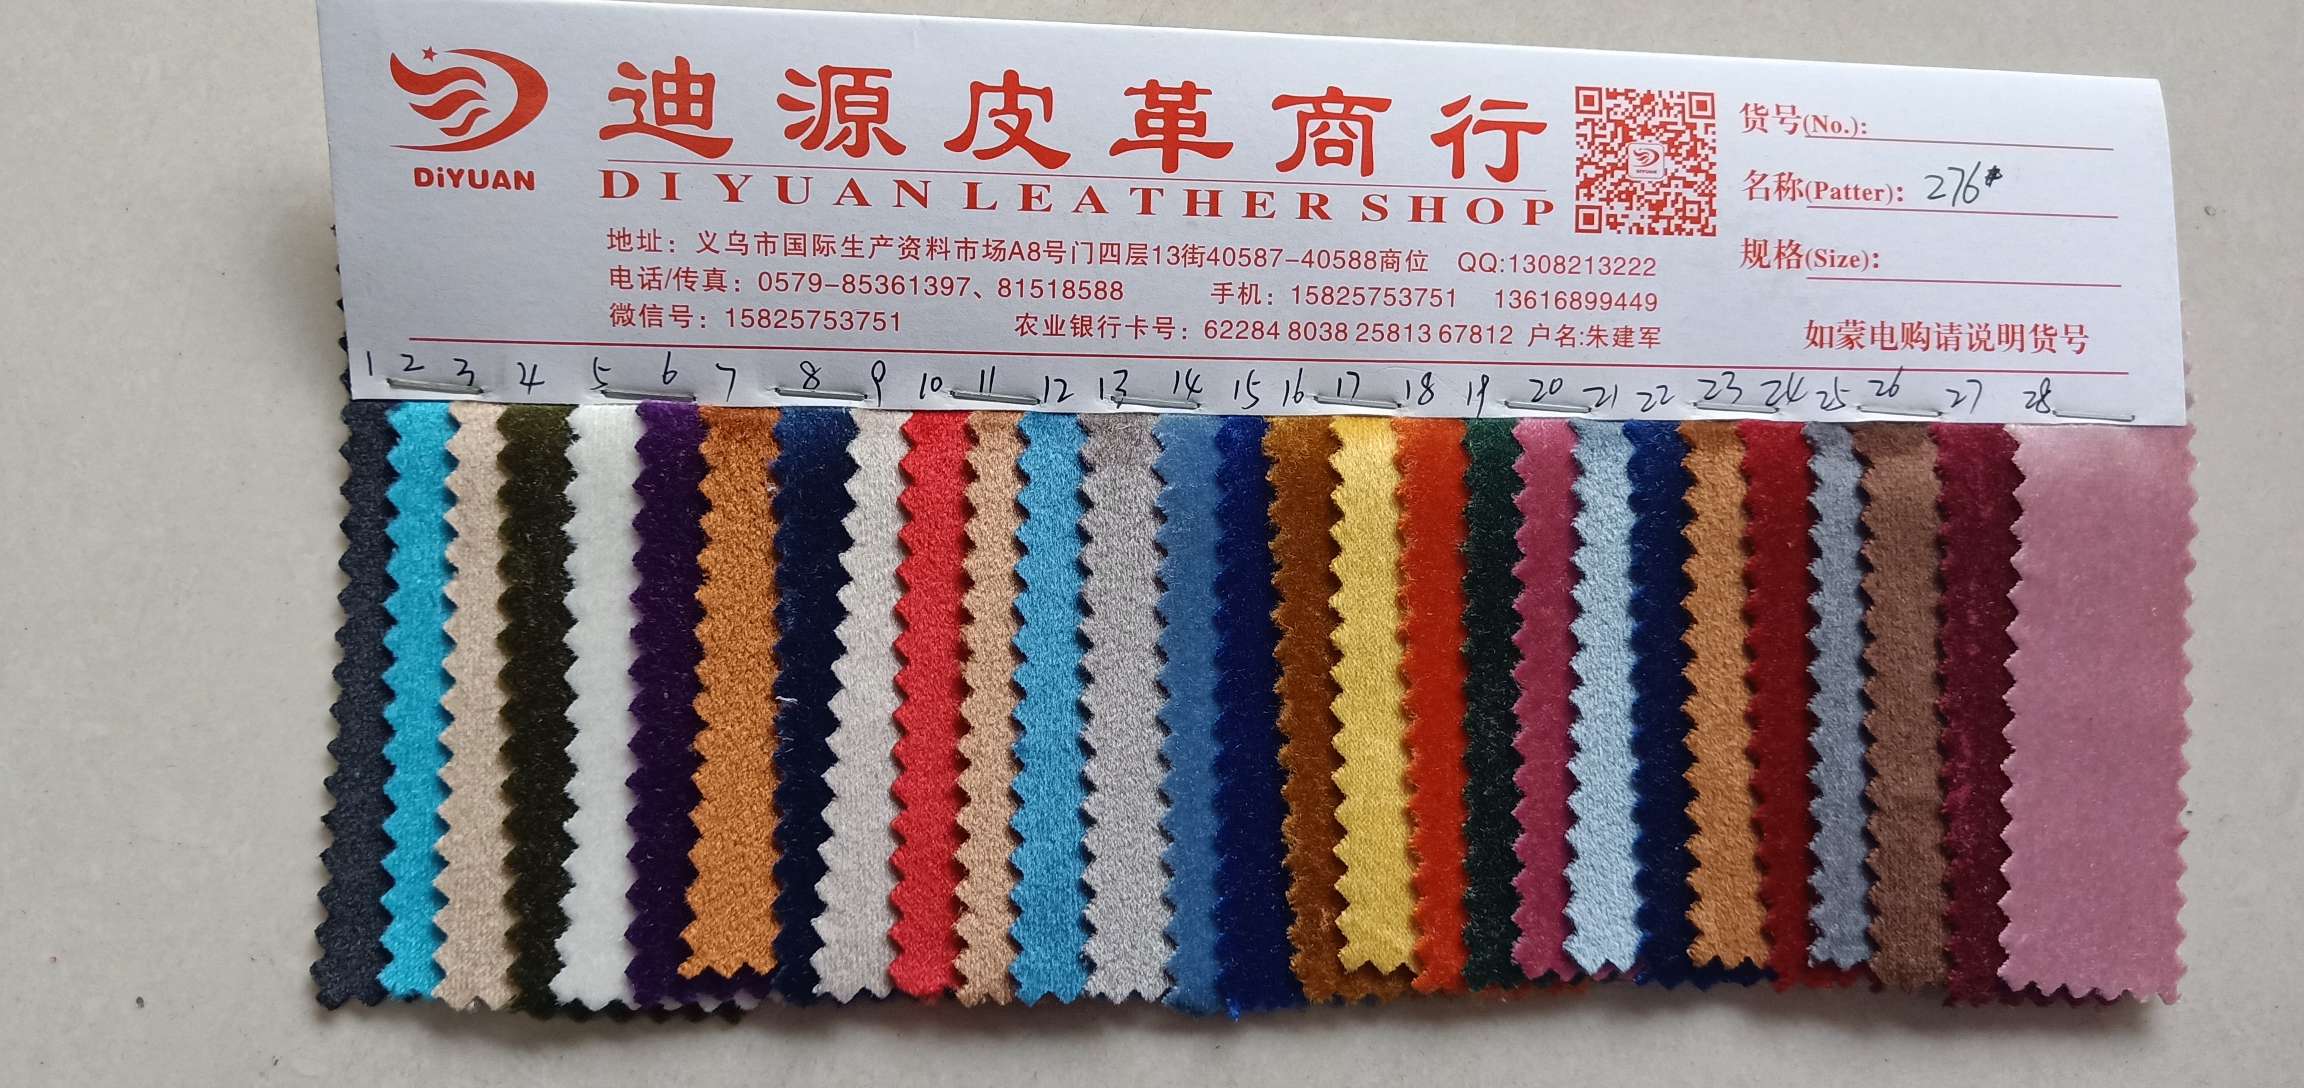 DiYUAN
迪源皮革商行
DIYUAN LEATHER SHOP
地址：义乌市国际生产资料市场A8号门四层13街40587-40588商位 QQ:1308213222
电话/传真：0579-85361397、81518588 手机：15825753751 13616899449
微信号：15825753751 农业银行卡号：62284 8038 25813 67812 户名:朱建军
货号(No.):
名称(Patter)：276#
规格(Size)：
如蒙电购请说明货号
1 2 3 4 5 6 7 8 9 10 11 12 13 14 15 16 17 18 19 20 21 22 23 24 25 26 27 28